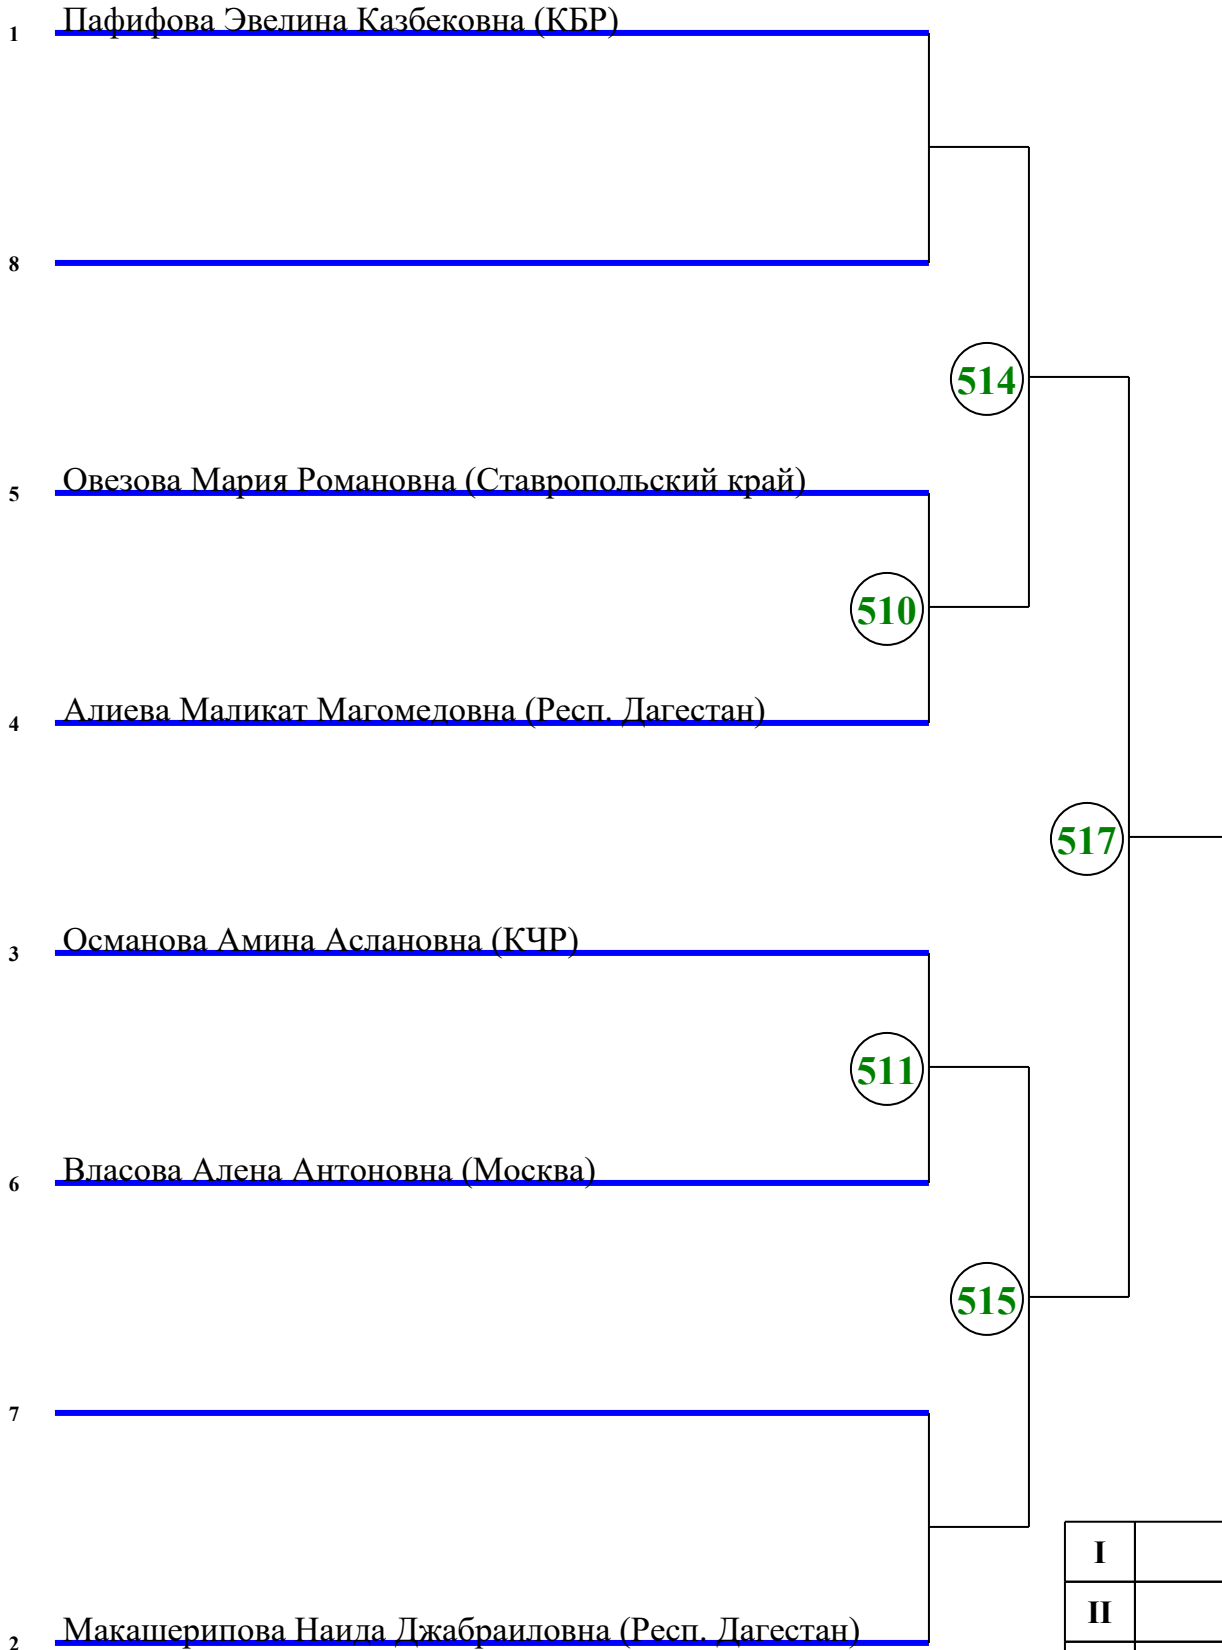 1 Пафифова Эвелина Казбековна (КБР)
8
514
5 Овезова Мария Романовна (Ставропольский край)
510
4 Алиева Маликат Магомедовна (Респ. Дагестан)
517
3 Османова Амина Аслановна (КЧР)
511
6 Власова Алена Антоновна (Москва)
515
7
I
II
2 Макашерипова Наида Джабраиловна (Респ. Дагестан)